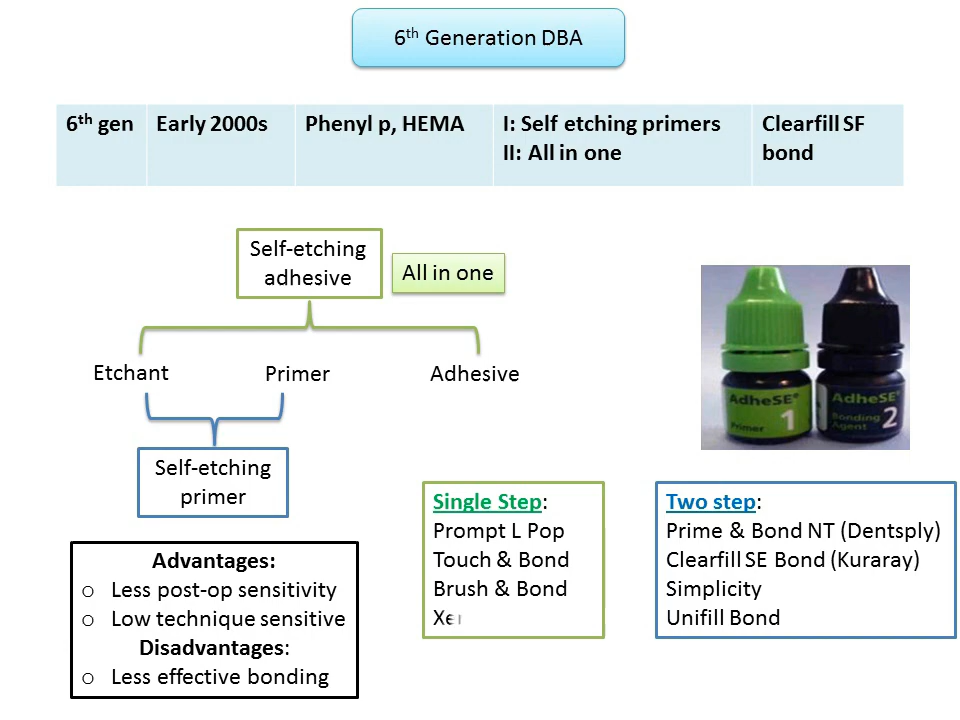 6th Generation DBA
6th gen
Early 2000s
Phenyl p, HEMA
I: Self etching primers
II: All in one
Clearfill SF
bond
Self-etching
adhesive
All in one
Etchant
Primer
Adhesive
Self-etching
primer
AdheSE®
Primer 1
AdheSE®
Bonding
Agent 2
Advantages:
o Less post-op sensitivity
o Low technique sensitive
Disadvantages:
o Less effective bonding
Single Step:
Prompt L Pop
Touch & Bond
Brush & Bond
Two step:
Prime & Bond NT (Dentsply)
Clearfill SE Bond (Kuraray)
Simplicity
Unifill Bond